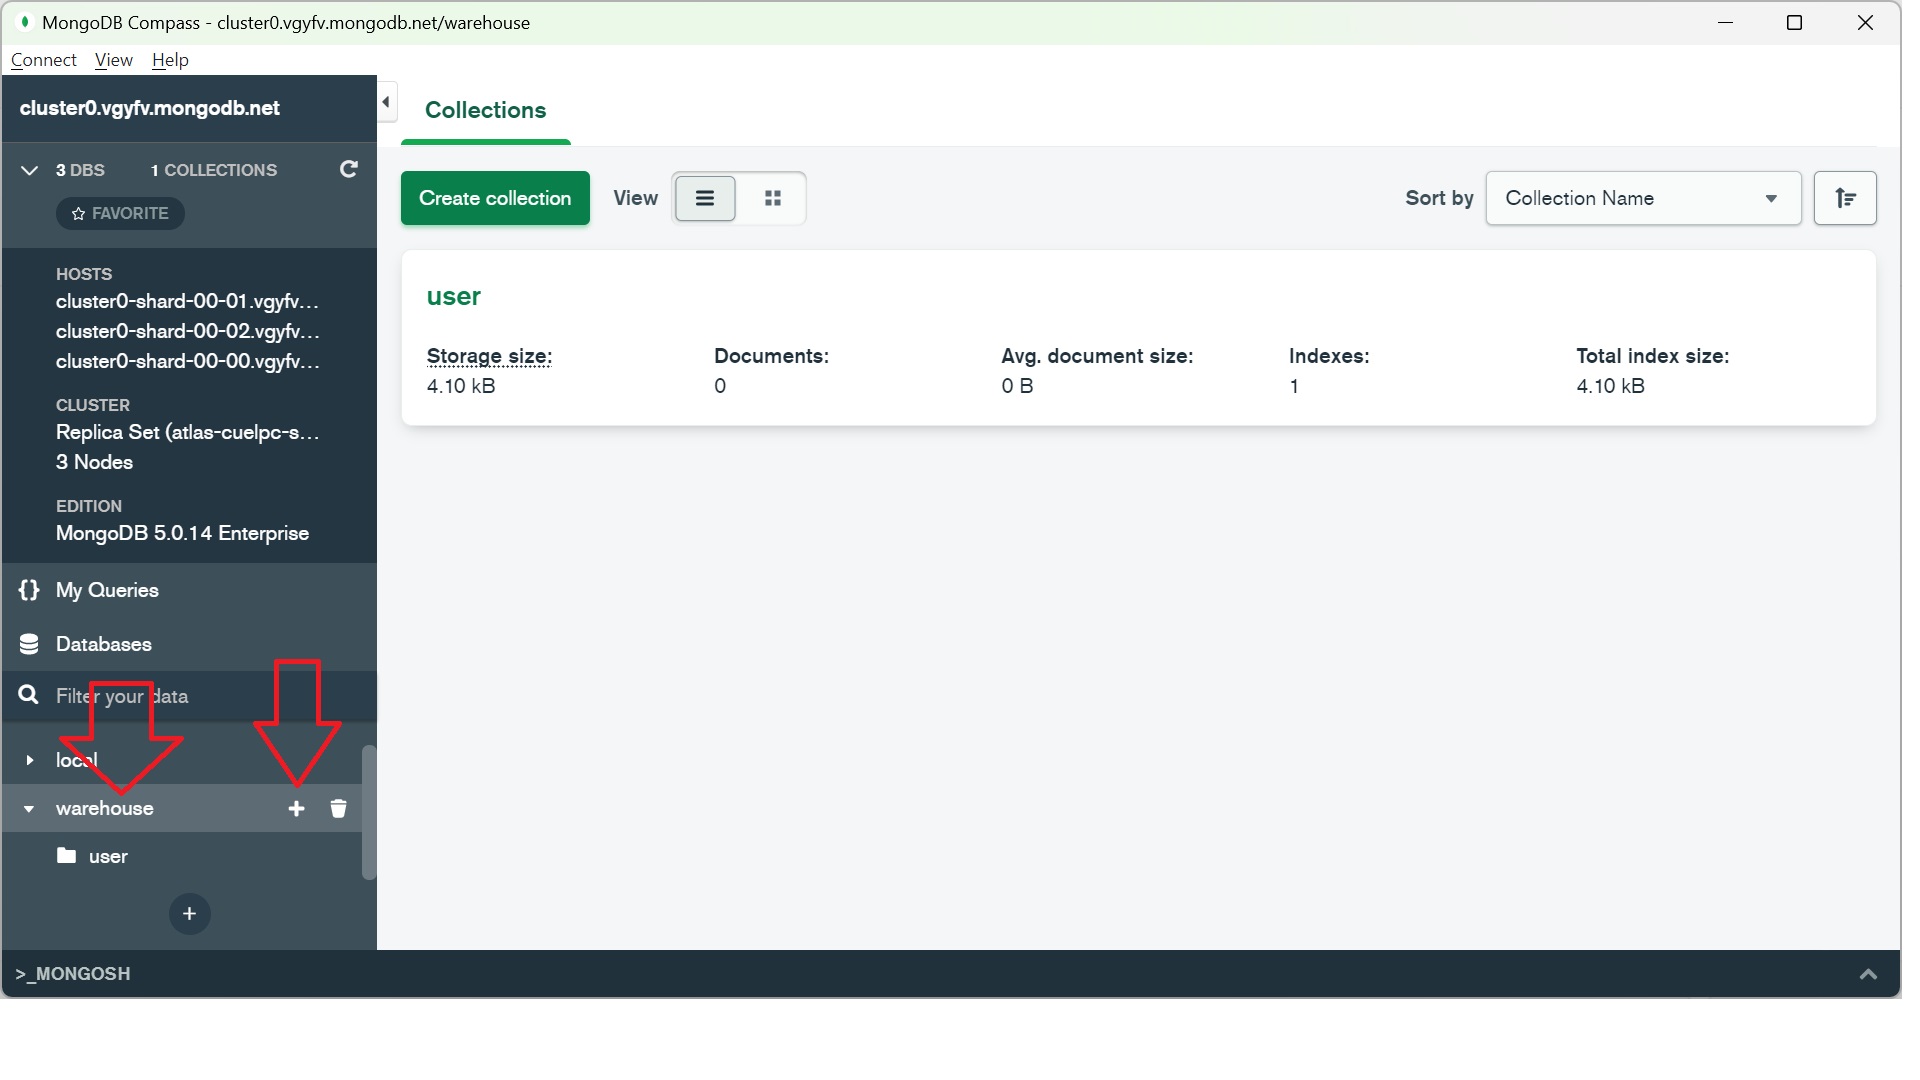 MongoDB Compass - cluster0.vgyfv.mongodb.net/warehouse
Connect View Help
cluster0.vgyfv.mongodb.net
3 DBS 1 COLLECTIONS
FAVORITE
HOSTS
cluster0-shard-00-01.vgyfv...
cluster0-shard-00-02.vgyfv...
cluster0-shard-00-00.vgyfv...
CLUSTER
Replica Set (atlas-cuelpc-s...
3 Nodes
EDITION
MongoDB 5.0.14 Enterprise
{} My Queries
Databases
Filter your data
local
warehouse
user
Collections
Create collection View Sort by Collection Name
user
Storage size: Documents: Avg. document size: Indexes: Total index size:
4.10 kB 0 0 B 1 4.10 kB
>_MONGOSH